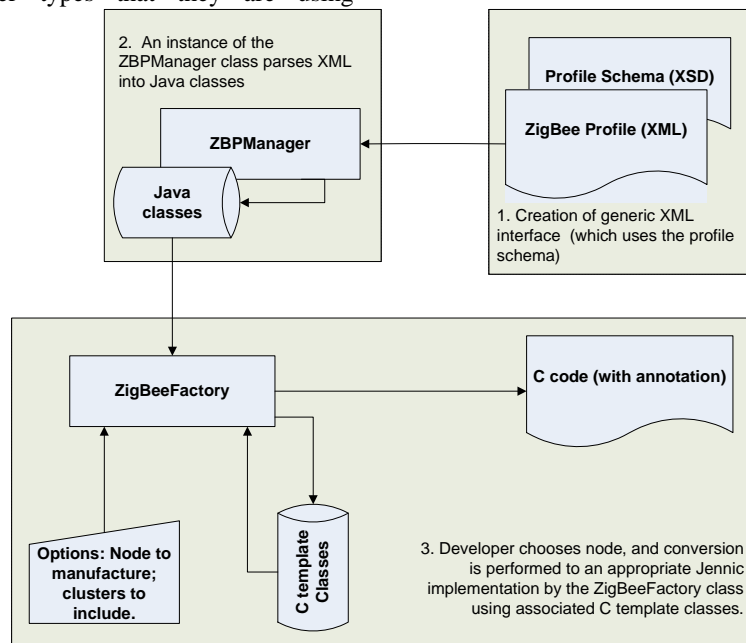 types that they are using
2. An instance of the
ZBPManager class parses XML
into Java classes
ZBPManager
Java
classes
Profile Schema (XSD)
ZigBee Profile (XML)
1. Creation of generic XML
interface (which uses the profile
schema)
ZigBeeFactory
C code (with annotation)
Options: Node to
manufacture;
clusters to
include.
C template
Classes
3. Developer chooses node, and conversion
is performed to an appropriate Jennic
implementation by the ZigBeeFactory class
using associated C template classes.